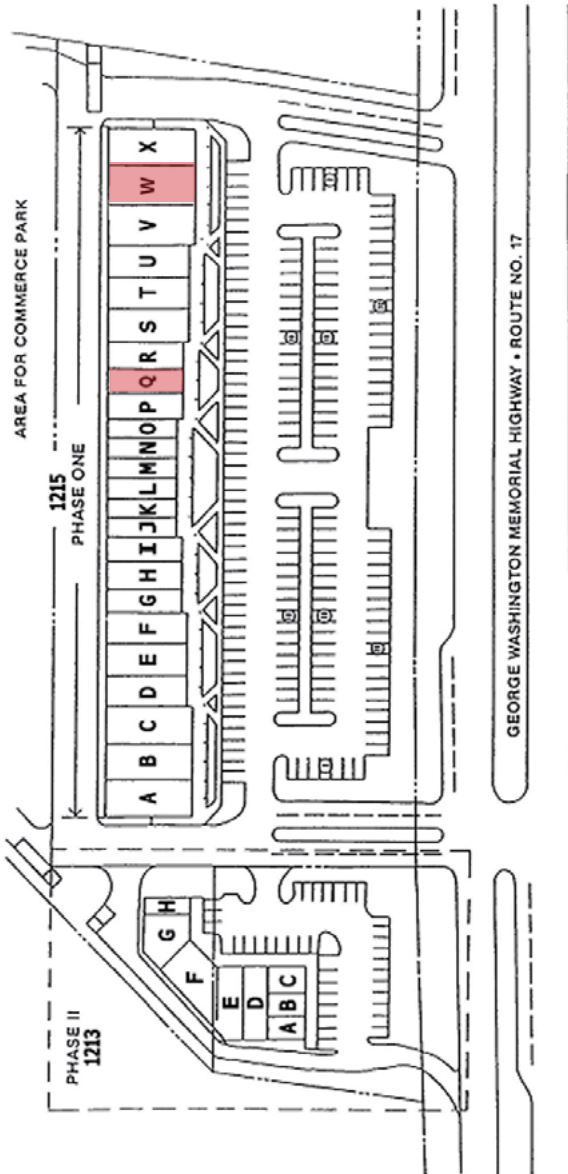 AREA FOR COMMERCE PARK
1215
PHASE ONE
X
W
V
U
T
S
R
Q
P
O
N
M
L
K
J
I
H
G
F
E
D
C
B
A
GEORGE WASHINGTON MEMORIAL HIGHWAY • ROUTE NO. 17
PHASE II
1213
H
G
F
E
D
C
B
A